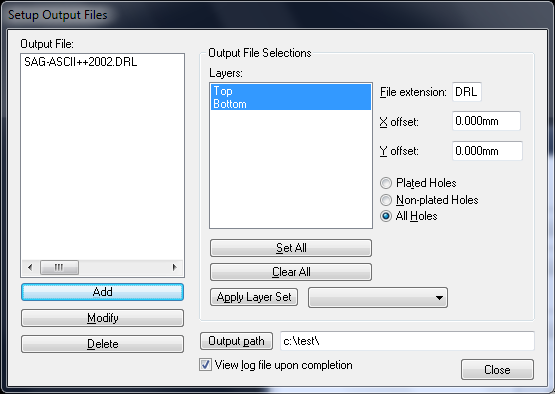 Setup Output Files
Output File:
SAG-ASCII++2002.DRL
Add
Modify
Delete
Output File Selections
Layers:
Top
Bottom
File extension: DRL
X offset: 0.000mm
Y offset: 0.000mm
Plated Holes
Non-plated Holes
All Holes
Set All
Clear All
Apply Layer Set
Output path c:\test\
View log file upon completion
Close